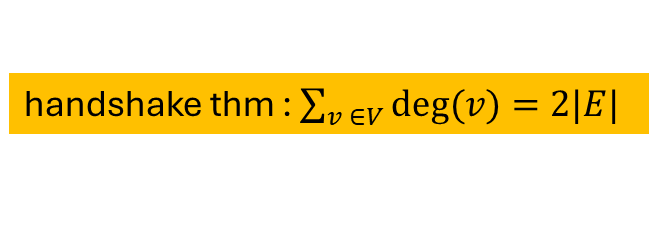 handshake thm : ∑𝑣 ∈𝑉 deg(𝑣) = 2|𝐸|